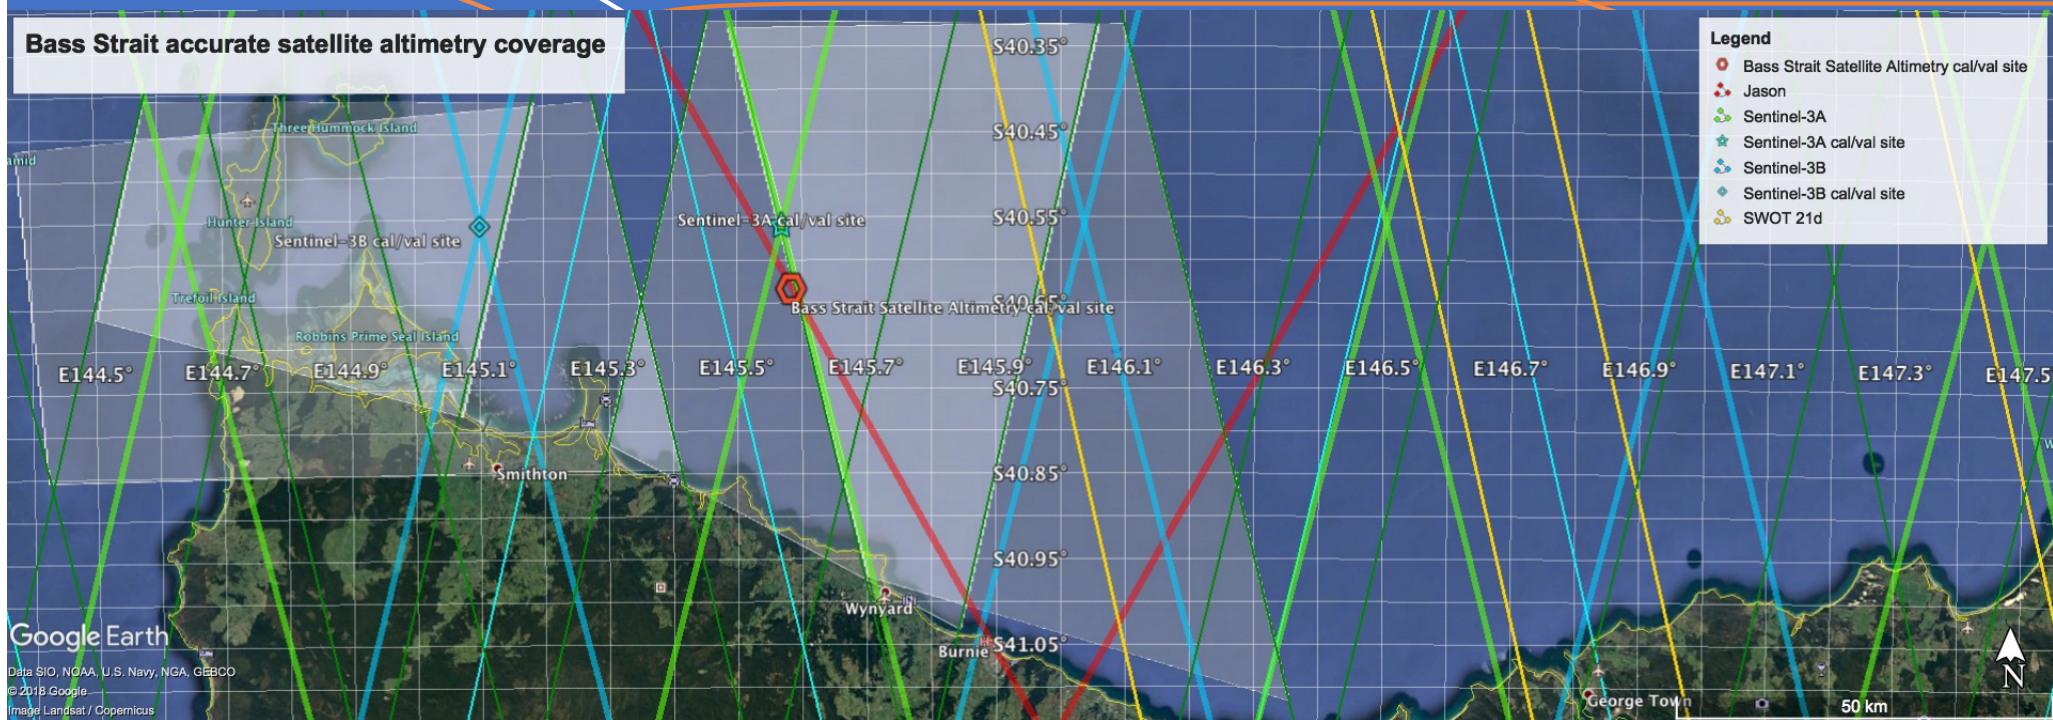 Bass Strait accurate satellite altimetry coverage
Legend
Bass Strait Satellite Altimetry cal/val site
Jason
Sentinel-3A
Sentinel-3A cal/val site
Sentinel-3B
Sentinel-3B cal/val site
SWOT 21d
S40.35°
S40.45°
Three Hummock Island
amid
Hunter Island
Sentinel-3A cal/val site
S40.55°
Sentinel-3B cal/val site
Trefoil Island
S40.65°
Bass Strait Satellite Altimetry cal/val site
Robbins Prime Seal Island
E144.5° E144.7° E144.9° E145.1° E145.3° E145.5° E145.7° E145.9° E146.1° E146.3° E146.5° E146.7° E146.9° E147.1° E147.3° E147.5
S40.75°
W
Smithton
S40.85°
S40.95°
Wynyard
Google Earth
Burnie
S41.05°
Data SIO, NOAA, U.S. Navy, NGA, GEBCO
© 2018 Google
Image Landsat / Copernicus
N
George Town
50 km